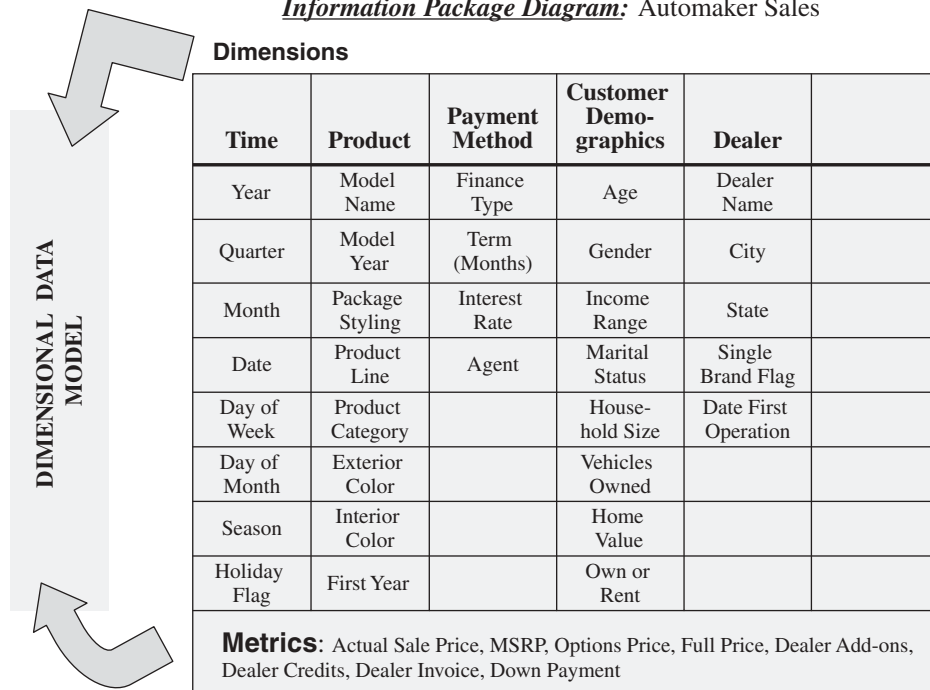 Information Package Diagram: Automaker Sales
Dimensions
Time
Product
Payment
Method
Customer
Demo-
graphics
Dealer
Year
Model
Name
Finance
Type
Age
Dealer
Name
Quarter
Model
Year
Term
(Months)
Gender
City
Month
Package
Styling
Interest
Rate
Income
Range
State
Date
Product
Line
Agent
Marital
Status
Single
Brand Flag
Day of
Week
Product
Category
House-
hold Size
Date First
Operation
Day of
Month
Exterior
Color
Vehicles
Owned
Season
Interior
Color
Home
Value
Holiday
Flag
First Year
Own or
Rent
Metrics: Actual Sale Price, MSRP, Options Price, Full Price, Dealer Add-ons,
Dealer Credits, Dealer Invoice, Down Payment
DIMENSIONAL DATA
MODEL